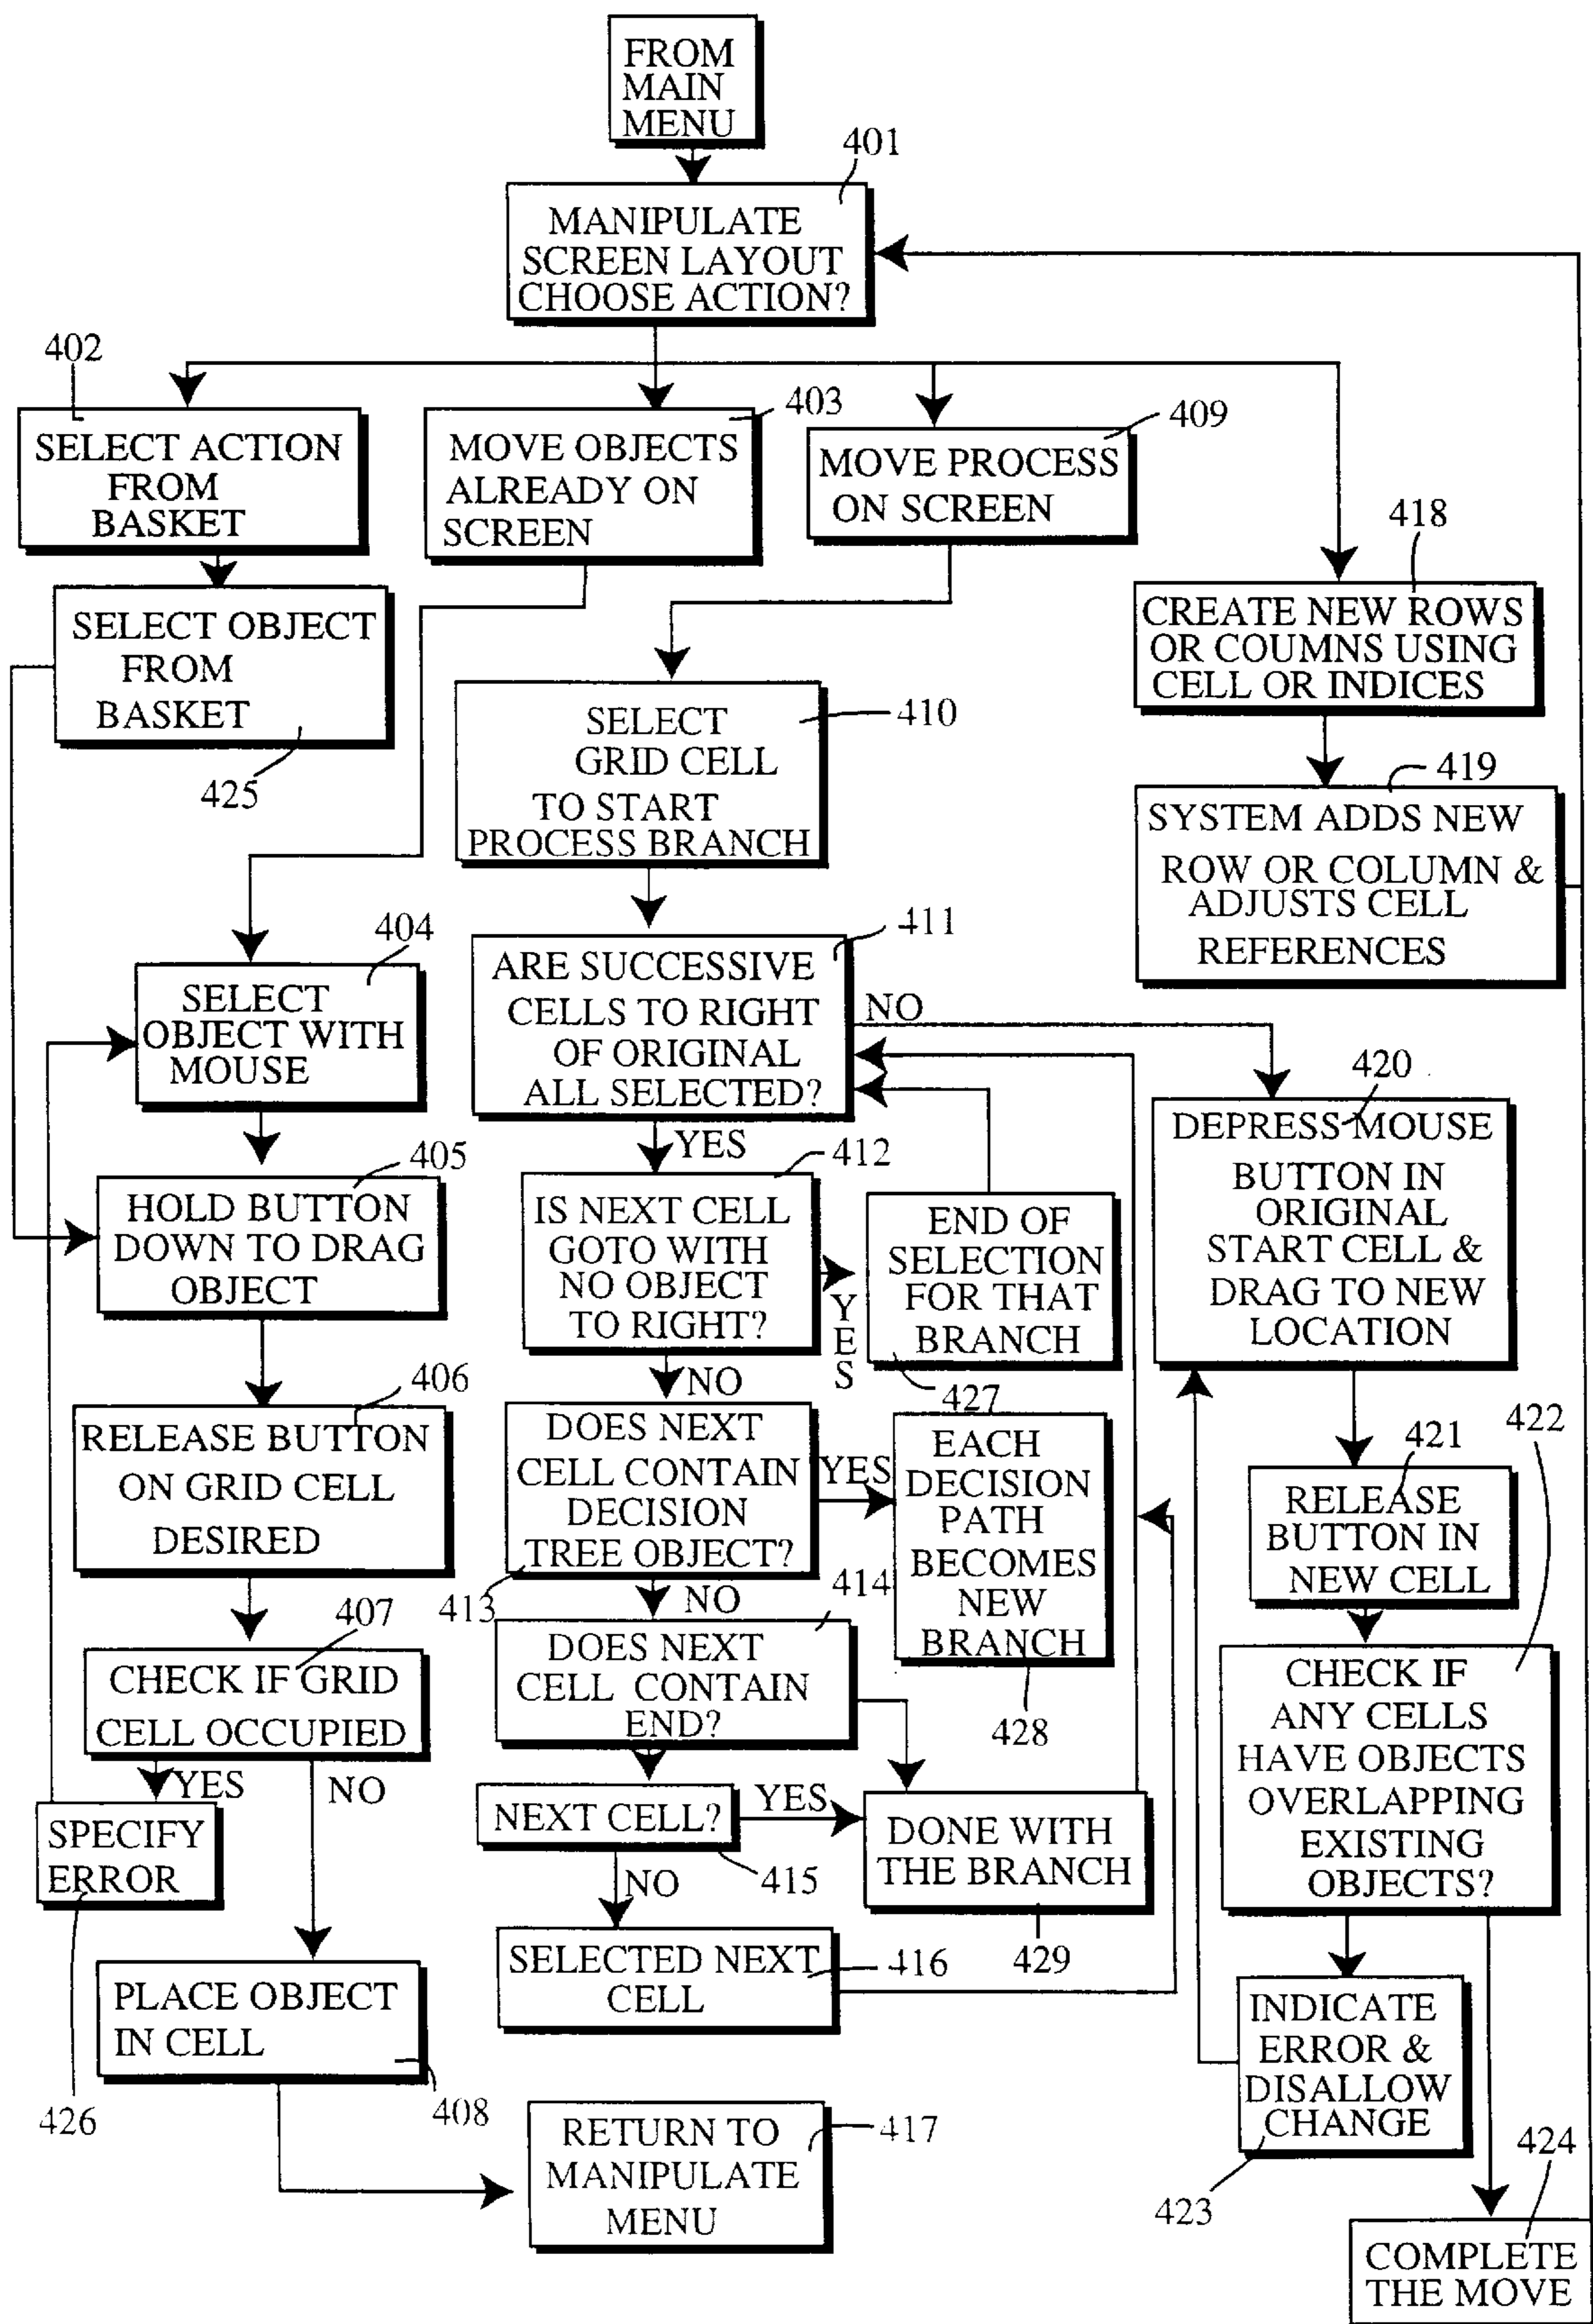 FROM
MAIN
MENU
401
MANIPULATE
SCREEN LAYOUT
CHOOSE ACTION?
402
SELECT ACTION
FROM
BASKET
403
MOVE OBJECTS
ALREADY ON
SCREEN
409
MOVE PROCESS
ON SCREEN
418
CREATE NEW ROWS
OR COUMNS USING
CELL OR INDICES
SELECT OBJECT
FROM
BASKET
425
410
SELECT
GRID CELL
TO START
PROCESS BRANCH
419
SYSTEM ADDS NEW
ROW OR COLUMN &
ADJUSTS CELL
REFERENCES
404
SELECT
OBJECT WITH
MOUSE
411
ARE SUCCESSIVE
CELLS TO RIGHT
OF ORIGINAL
ALL SELECTED?
NO
YES
420
DEPRESS MOUSE
BUTTON IN
ORIGINAL
START CELL &
DRAG TO NEW
LOCATION
405
HOLD BUTTON
DOWN TO DRAG
OBJECT
412
IS NEXT CELL
GOTO WITH
NO OBJECT
TO RIGHT?
YES
NO
END OF
SELECTION
FOR THAT
BRANCH
427
406
RELEASE BUTTON
ON GRID CELL
DESIRED
DOES NEXT
CELL CONTAIN
DECISION
TREE OBJECT?
413
YES
NO
EACH
DECISION
PATH
BECOMES
NEW
BRANCH
428
421
RELEASE
BUTTON IN
NEW CELL
422
CHECK IF
ANY CELLS
HAVE OBJECTS
OVERLAPPING
EXISTING
OBJECTS?
407
CHECK IF GRID
CELL OCCUPIED
YES
NO
414
DOES NEXT
CELL CONTAIN
END?
NEXT CELL?
YES
415
NO
DONE WITH
THE BRANCH
429
SPECIFY
ERROR
426
SELECTED NEXT
CELL
416
PLACE OBJECT
IN CELL
408
INDICATE
ERROR &
DISALLOW
CHANGE
423
RETURN TO
MANIPULATE
MENU
417
424
COMPLETE
THE MOVE